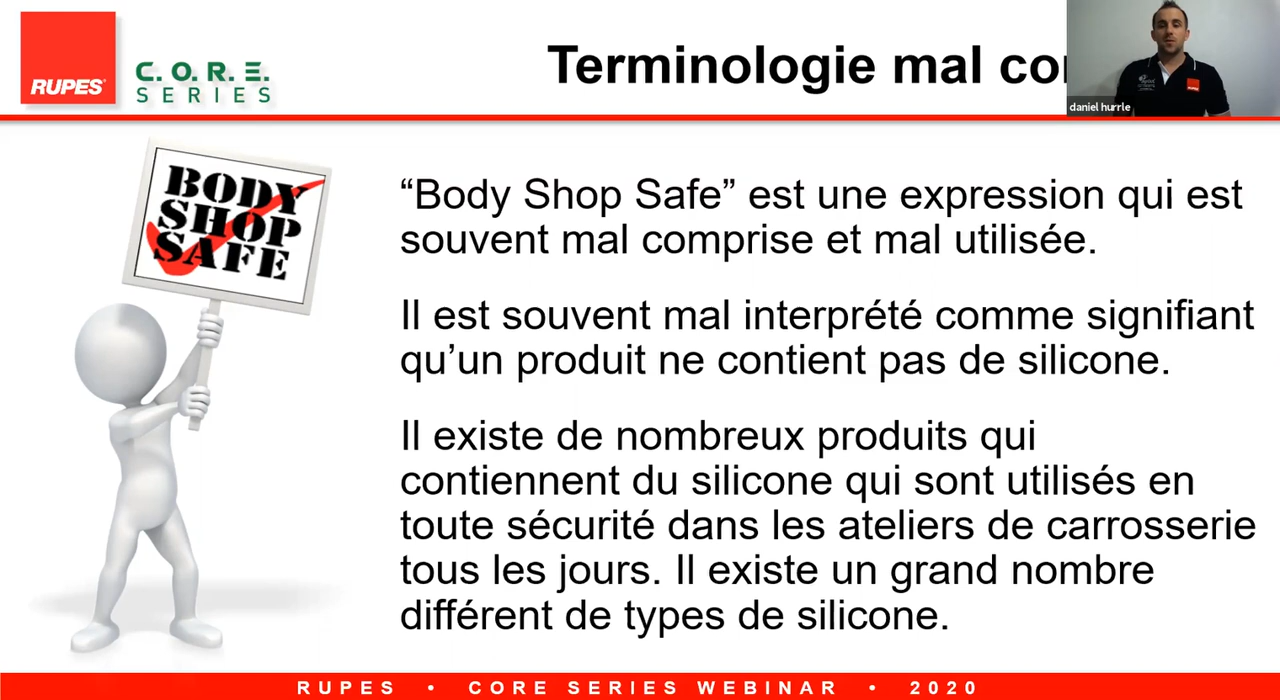 RUPES
C.O.R.E.
SERIES
Terminologie mal
daniel hurrle
BODY
SHOP
SAFE
“Body Shop Safe” est une expression qui est
souvent mal comprise et mal utilisée.
Il est souvent mal interprété comme signifiant
qu’un produit ne contient pas de silicone.
Il existe de nombreux produits qui
contiennent du silicone qui sont utilisés en
toute sécurité dans les ateliers de carrosserie
tous les jours. Il existe un grand nombre
différent de types de silicone.
RUPES • CORE SERIES WEBINAR • 2020